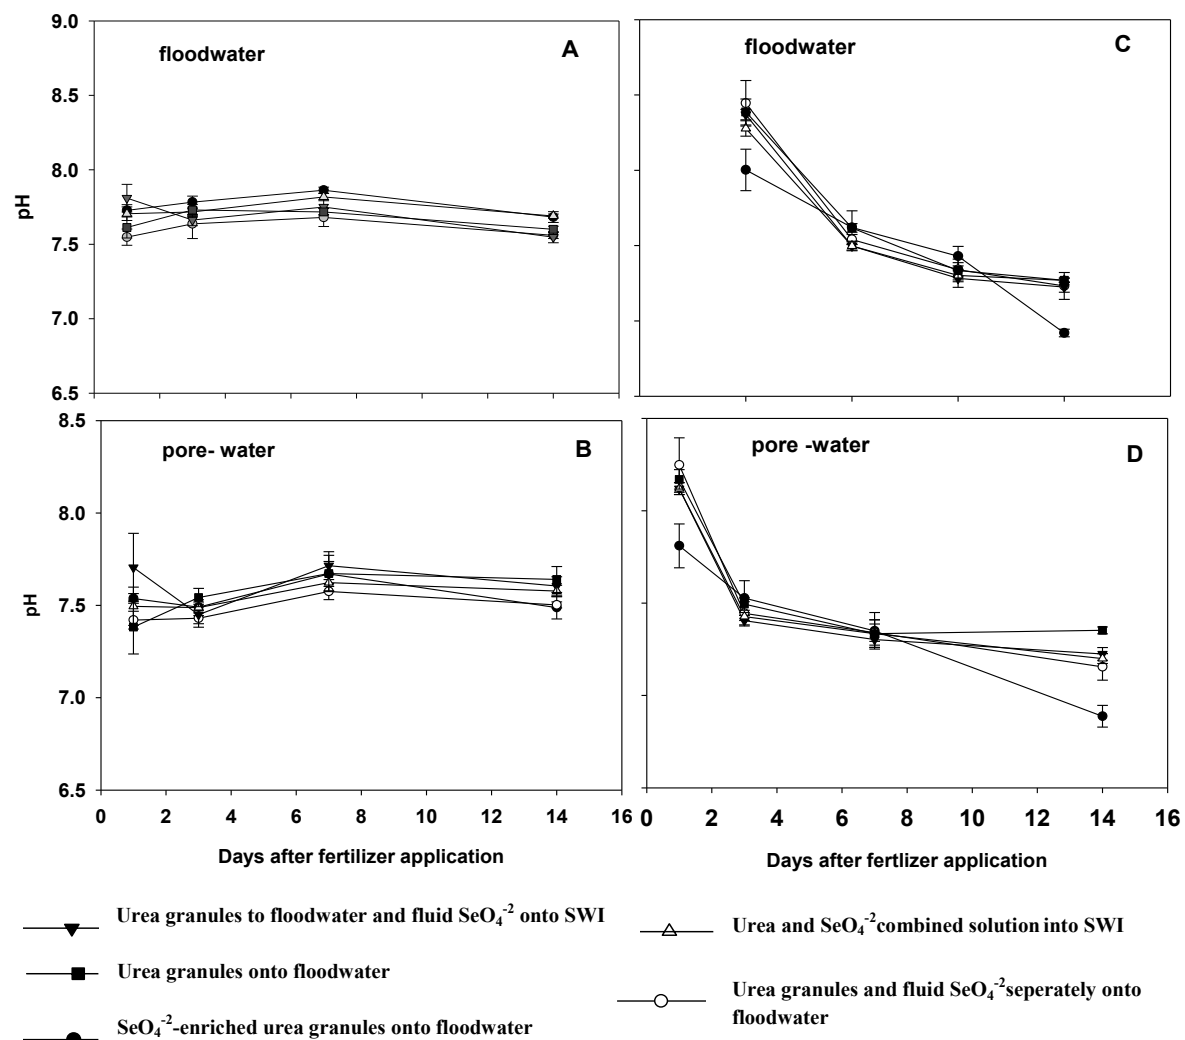 floodwater
A
9.0
8.5
8.0
7.5
7.0
6.5
pH
floodwater
C
pore- water
B
8.5
8.0
7.5
7.0
6.5
pH
0 2 4 6 8 10 12 14 16
Days after fertilizer application
pore -water
D
0 2 4 6 8 10 12 14 16
Days after fertlizer application
Urea granules to floodwater and fluid SeO₄⁻² onto SWI
Urea granules onto floodwater
SeO₄⁻²-enriched urea granules onto floodwater
Urea and SeO₄⁻²combined solution into SWI
Urea granules and fluid SeO₄⁻²seperately onto
floodwater